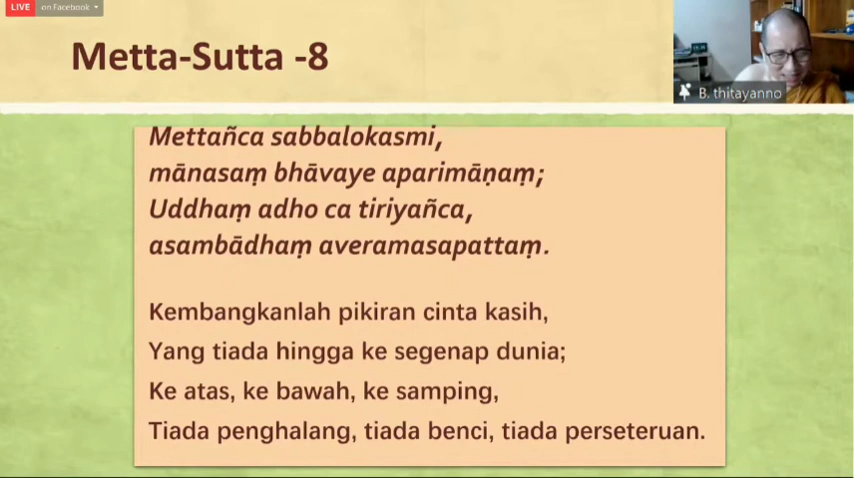 LIVE on Facebook
Metta-Sutta -8
B. thitayanno
Mettañca sabbalokasmi,
mānasaṃ bhāvaye aparimāṇaṃ;
Uddhaṃ adho ca tiriyañca,
asambādhaṃ averamasapattaṃ.
Kembangkanlah pikiran cinta kasih,
Yang tiada hingga ke segenap dunia;
Ke atas, ke bawah, ke samping,
Tiada penghalang, tiada benci, tiada perseteruan.